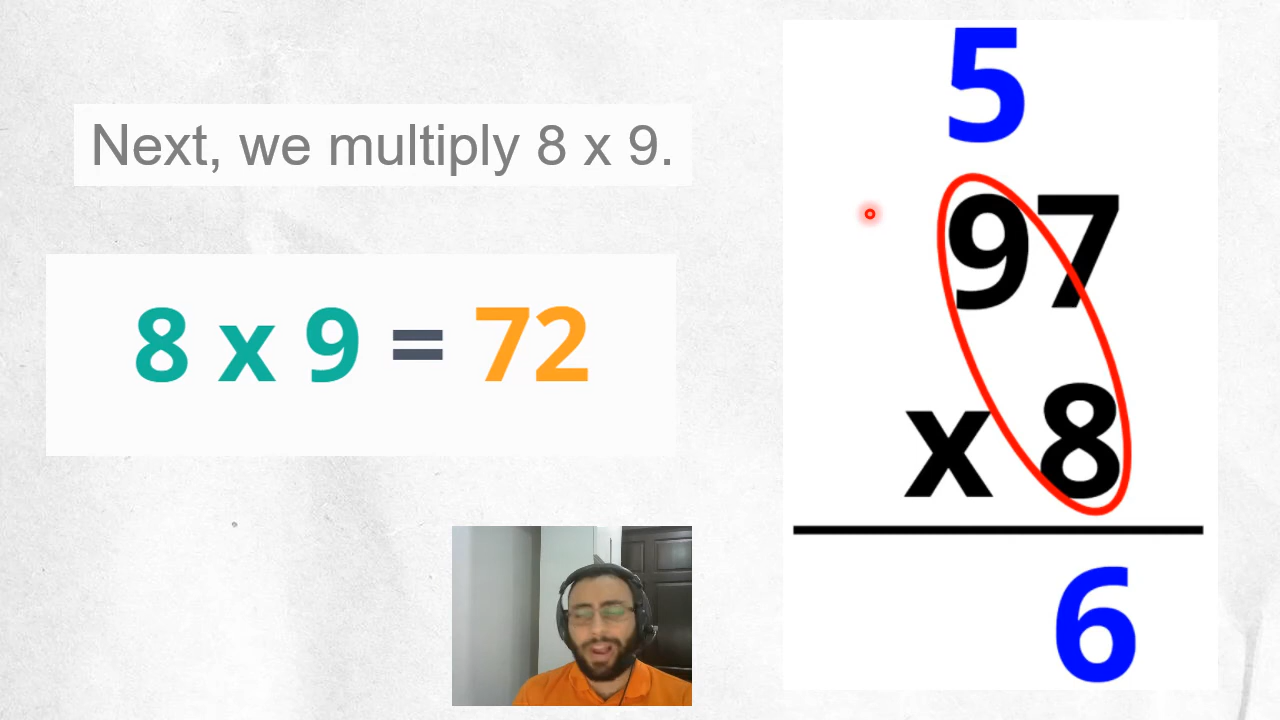 Next, we multiply 8 x 9.
8 x 9 = 72
5
97
x 8
6